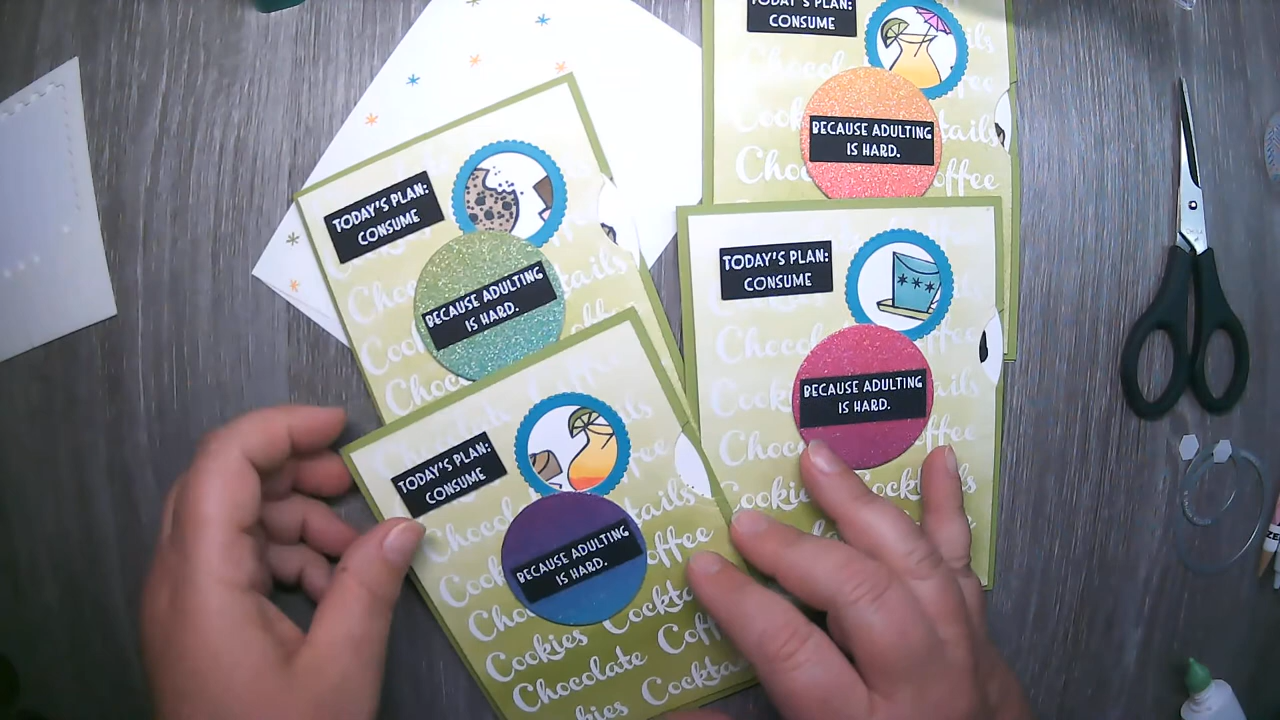 TODAY'S PLAN:
CONSUME
BECAUSE ADULTING
IS HARD.
Coffee
TODAY'S PLAN:
CONSUME
BECAUSE ADULTING
IS HARD.
TODAY'S PLAN:
CONSUME
BECAUSE ADULTING
IS HARD.
Cocktails
TODAY'S PLAN:
CONSUME
BECAUSE ADULTING
IS HARD.
Cookies Cocktails
Chocolate